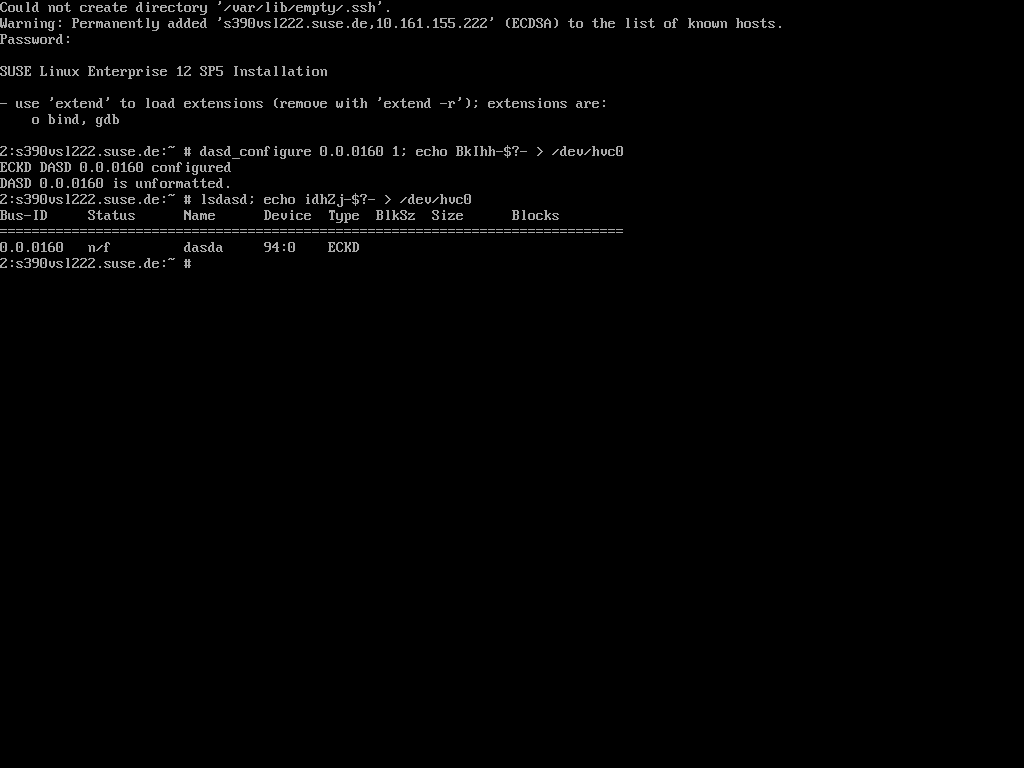 Could not create directory '/var/lib/empty/.ssh'.
Warning: Permanently added 's390vsl222.suse.de,10.161.155.222' (ECDSA) to the list of known hosts.
Password:
SUSE Linux Enterprise 12 SP5 Installation
- use 'extend' to load extensions (remove with 'extend -r'); extensions are:
o bind, gdb
2:s390vsl222.suse.de:~ # dasd_configure 0.0.0160 1; echo BkIhh-$?- > /dev/hvc0
ECKD DASD 0.0.0160 configured
DASD 0.0.0160 is unformatted.
2:s390vsl222.suse.de:~ # lsdasd; echo idhZj-$?- > /dev/hvc0
Bus-ID     Status      Name      Device  Type  BlkSz  Size      Blocks
==============================================================================
0.0.0160   n/f         dasda     94:0    ECKD
2:s390vsl222.suse.de:~ #